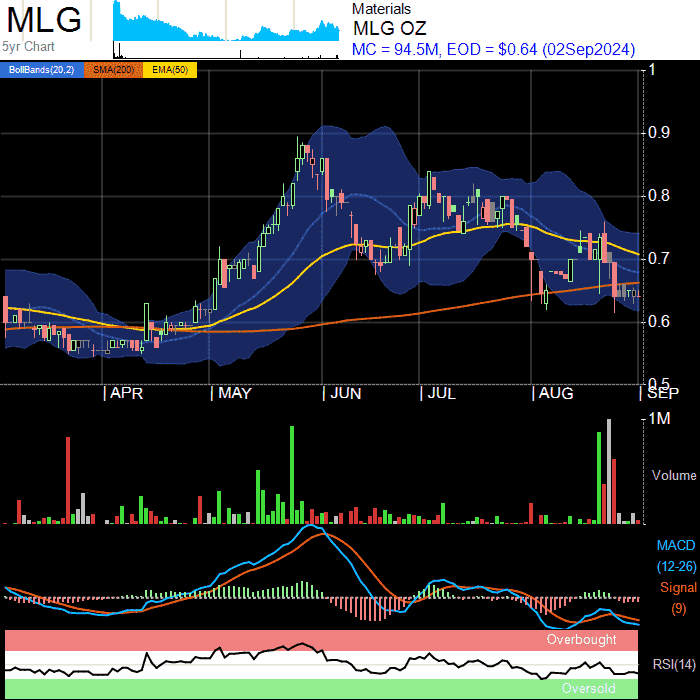 MLG
5yr Chart
Materials
MLG OZ
MC = 94.5M, EOD = $0.64 (02Sep2024)
BollBands(20,2) SMA(200) EMA(50)
1
0.9
0.8
0.7
0.6
0.5
APR MAY JUN JUL AUG SEP
1M
Volume
MACD
(12-26)
Signal
(9)
Overbought
RSI(14)
Oversold